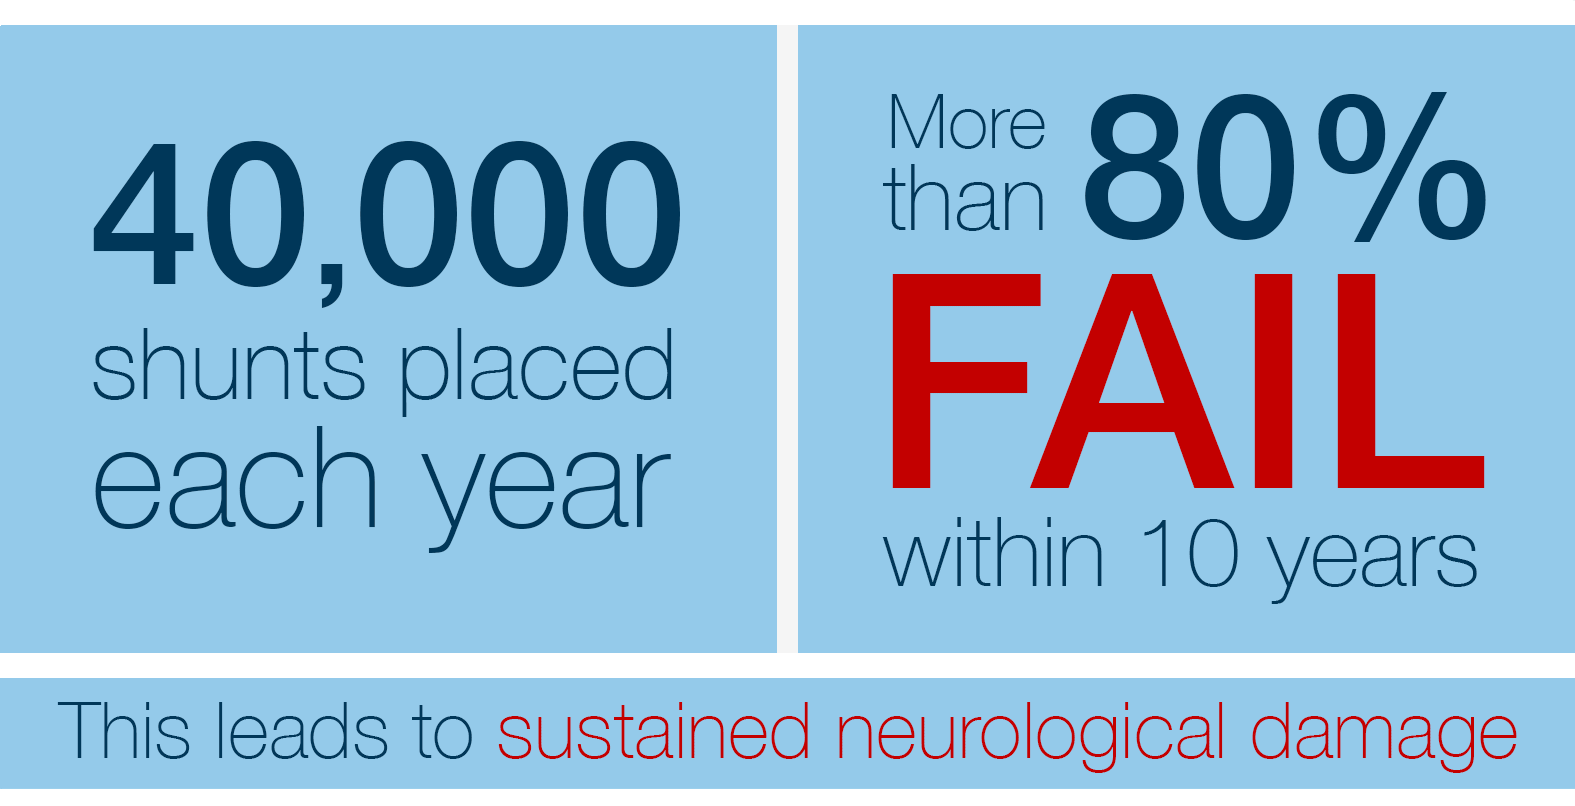 40,000
shunts placed
each year
More
than 80%
FAIL
within 10 years
This leads to sustained neurological damage